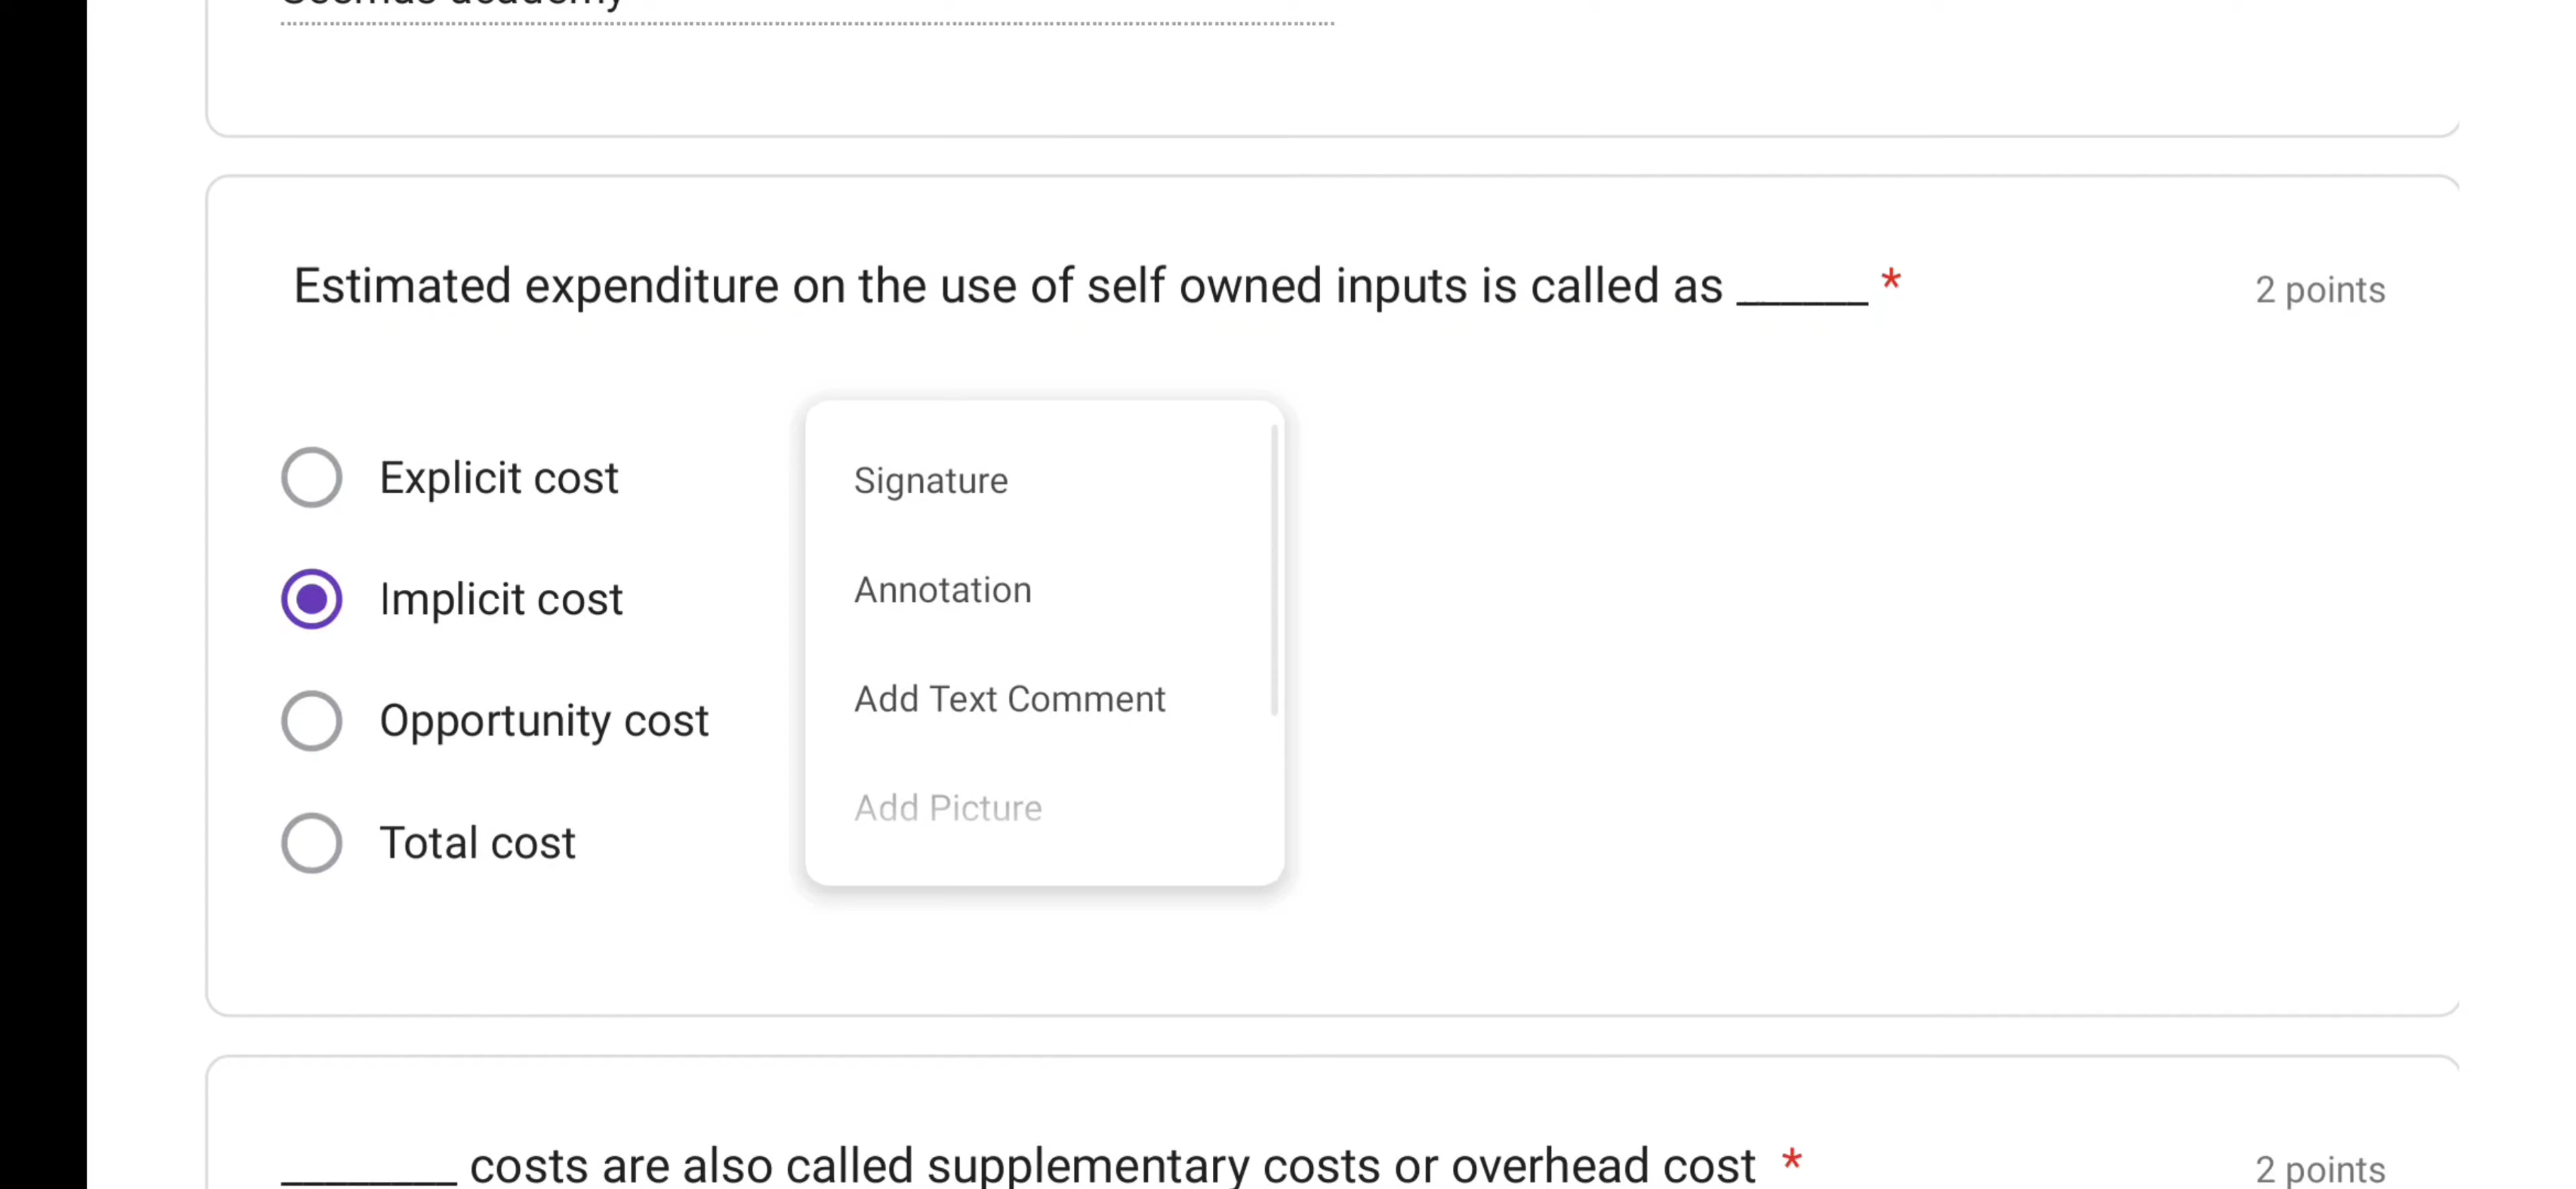 Estimated expenditure on the use of self owned inputs is called as ______ *
2 points
Explicit cost
Implicit cost
Opportunity cost
Total cost
Signature
Annotation
Add Text Comment
Add Picture
________ costs are also called supplementary costs or overhead cost *
2 points